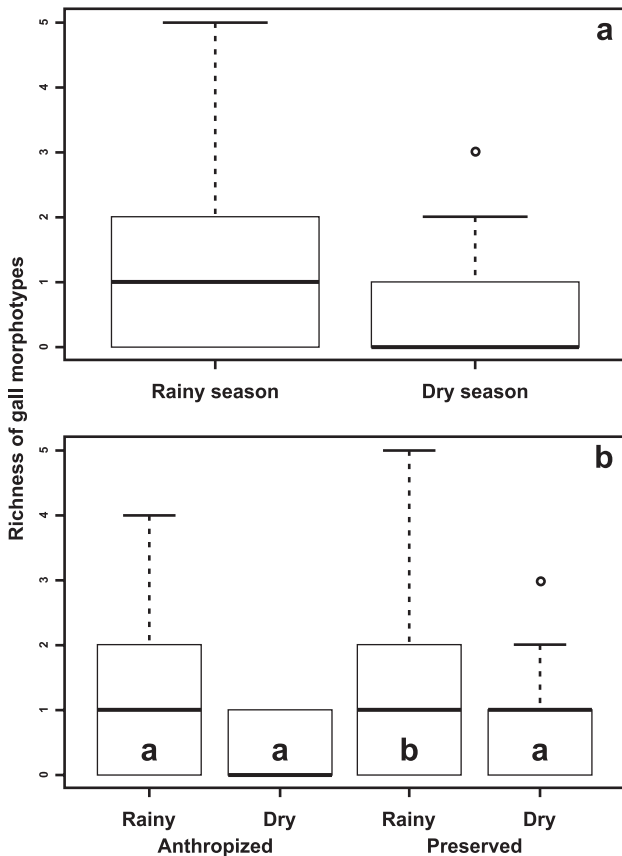 a
5
4
3
2
1
0
Rainy season Dry season
Richness of gall morphotypes
b
5
4
3
2
1
0
a a b a
Rainy Dry Rainy Dry
Anthropized Preserved